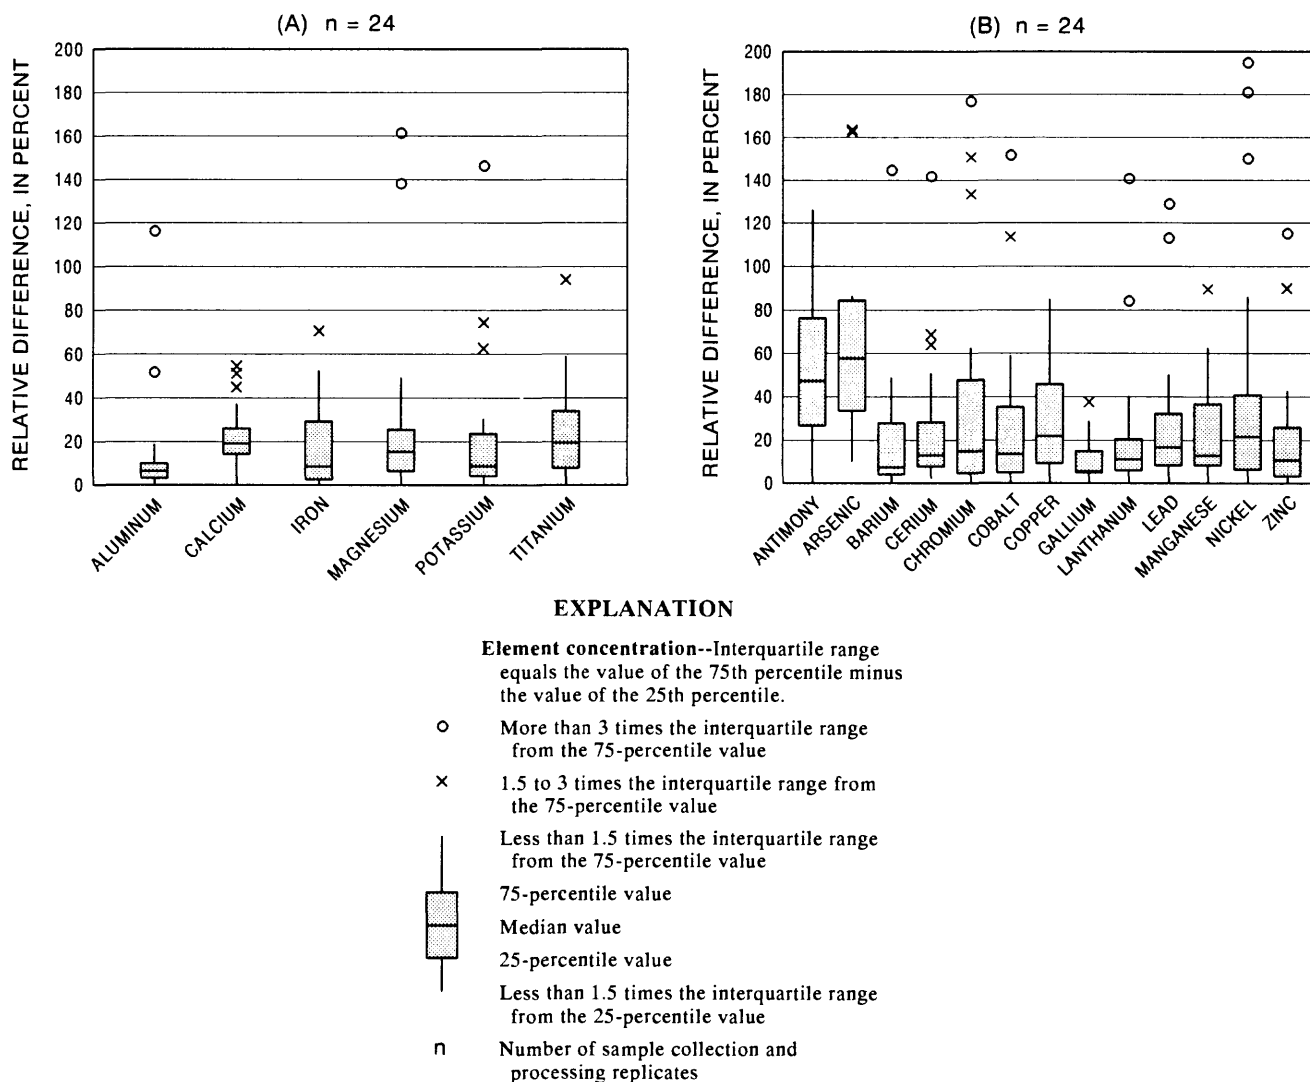 (A) n = 24
RELATIVE DIFFERENCE, IN PERCENT
200
180
160
140
120
100
80
60
40
20
0
ALUMINUM
CALCIUM
IRON
MAGNESIUM
POTASSIUM
TITANIUM
(B) n = 24
RELATIVE DIFFERENCE, IN PERCENT
200
180
160
140
120
100
80
60
40
20
0
ANTIMONY
ARSENIC
BARIUM
CERIUM
CHROMIUM
COBALT
COPPER
GALLIUM
LANTHANUM
LEAD
MANGANESE
NICKEL
ZINC
EXPLANATION
Element concentration--Interquartile range
equals the value of the 75th percentile minus
the value of the 25th percentile.
More than 3 times the interquartile range
from the 75-percentile value
1.5 to 3 times the interquartile range from
the 75-percentile value
Less than 1.5 times the interquartile range
from the 75-percentile value
75-percentile value
Median value
25-percentile value
Less than 1.5 times the interquartile range
from the 25-percentile value
n Number of sample collection and
processing replicates